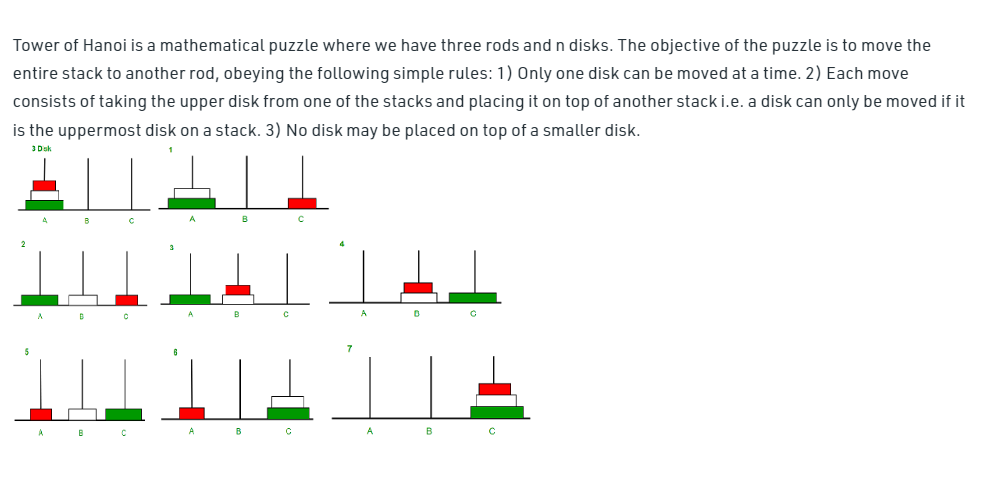 Tower of Hanoi is a mathematical puzzle where we have three rods and n disks. The objective of the puzzle is to move the
entire stack to another rod, obeying the following simple rules: 1) Only one disk can be moved at a time. 2) Each move
consists of taking the upper disk from one of the stacks and placing it on top of another stack i.e. a disk can only be moved if it
is the uppermost disk on a stack. 3) No disk may be placed on top of a smaller disk.
3 Disk 1
A B C A B C
2 3 4
A B C A B C A B C
5 6 7
A B C A B C A B C